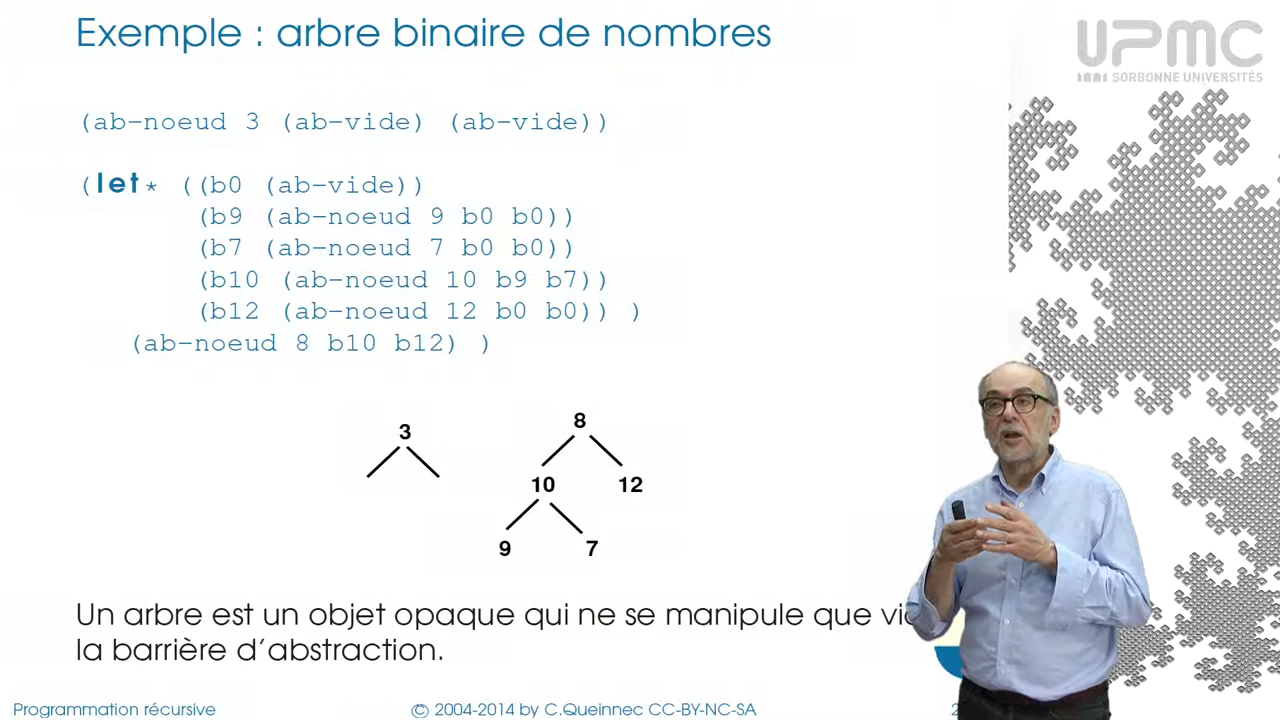 Exemple : arbre binaire de nombres
UPMC
SORBONNE UNIVERSITÉS
(ab-noeud 3 (ab-vide) (ab-vide))
(let* ((b0 (ab-vide))
(b9 (ab-noeud 9 b0 b0))
(b7 (ab-noeud 7 b0 b0))
(b10 (ab-noeud 10 b9 b7))
(b12 (ab-noeud 12 b0 b0)) )
(ab-noeud 8 b10 b12) )
3
8
10 12
9 7
Un arbre est un objet opaque qui ne se manipule que
la barrière d'abstraction.
Programmation récursive © 2004-2014 by C.Queinnec CC-BY-NC-SA